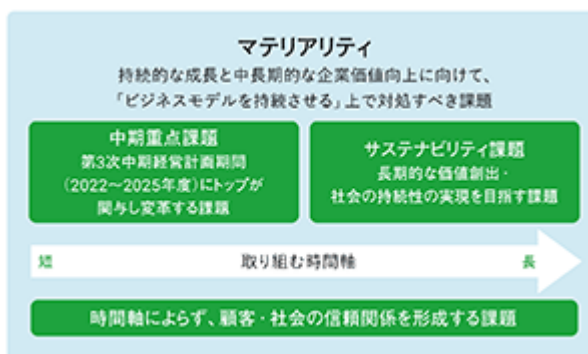 マテリアリティ
持続的な成長と中長期的な企業価値向上に向けて、
「ビジネスモデルを持続させる」上で対処すべき課題
中期重点課題
第3次中期経営計画期間
(2022〜2025年度)にトップが
関与し変革する課題
サステナビリティ課題
長期的な価値創出・
社会の持続性の実現を目指す課題
短 取り組む時間軸 長
時間軸によらず、顧客・社会の信頼関係を形成する課題